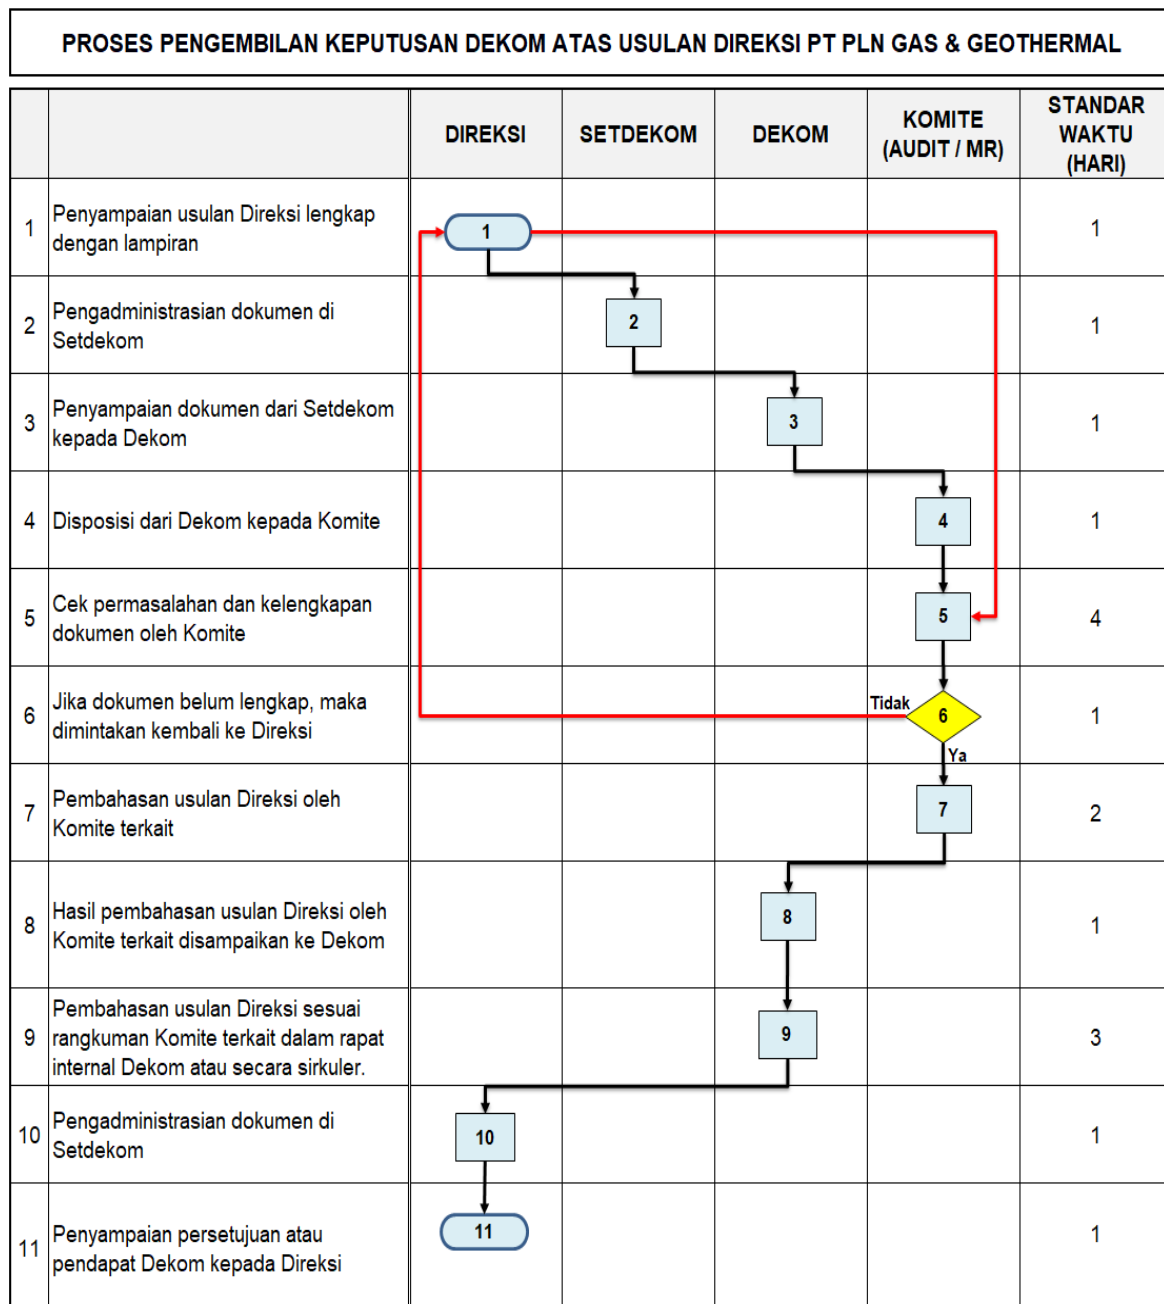 PROSES PENGEMBILAN KEPUTUSAN DEKOM ATAS USULAN DIREKSI PT PLN GAS & GEOTHERMAL
DIREKSI
SETDEKOM
DEKOM
KOMITE
(AUDIT / MR)
STANDAR
WAKTU
(HARI)
1
Penyampaian usulan Direksi lengkap
dengan lampiran
1
1
2
Pengadministrasian dokumen di
Setdekom
2
1
3
Penyampaian dokumen dari Setdekom
kepada Dekom
3
1
4
Disposisi dari Dekom kepada Komite
4
1
5
Cek permasalahan dan kelengkapan
dokumen oleh Komite
5
4
6
Jika dokumen belum lengkap, maka
dimintakan kembali ke Direksi
Tidak
6
Ya
1
7
Pembahasan usulan Direksi oleh
Komite terkait
7
2
8
Hasil pembahasan usulan Direksi oleh
Komite terkait disampaikan ke Dekom
8
1
9
Pembahasan usulan Direksi sesuai
rangkuman Komite terkait dalam rapat
internal Dekom atau secara sirkuler.
9
3
10
Pengadministrasian dokumen di
Setdekom
10
1
11
Penyampaian persetujuan atau
pendapat Dekom kepada Direksi
11
1